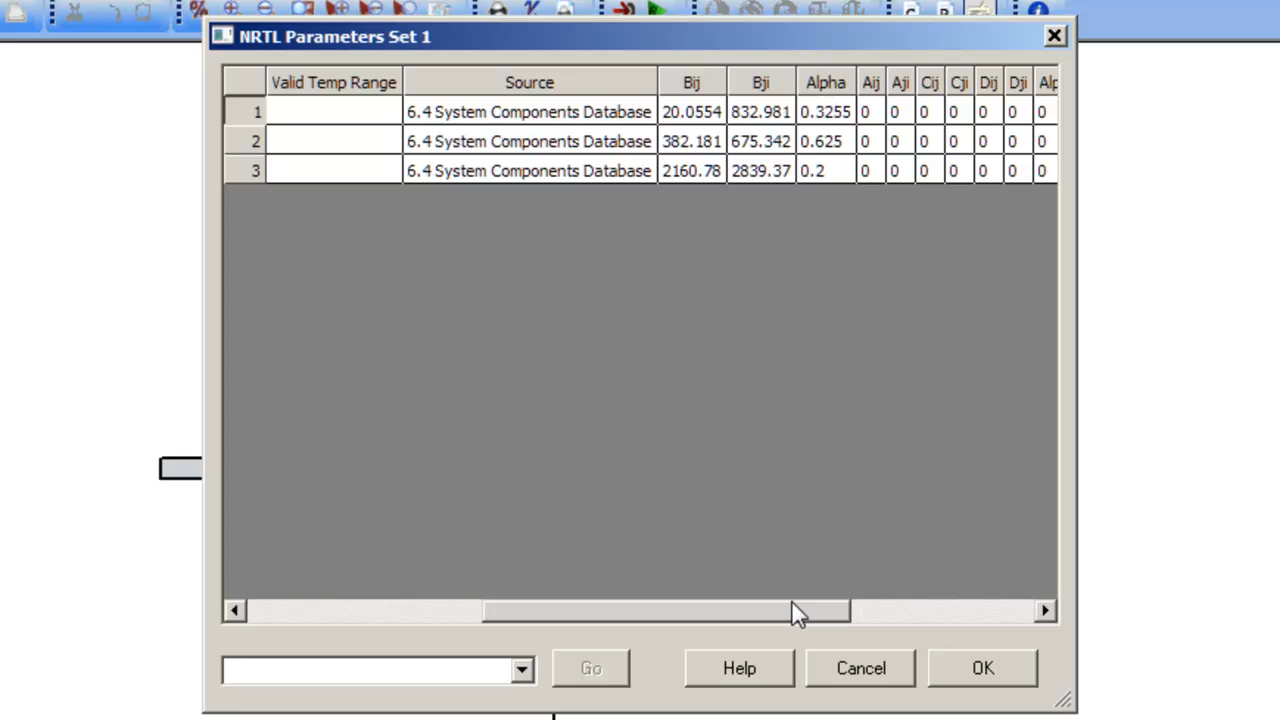 NRTL Parameters Set 1
Valid Temp Range Source Bij Bji Alpha Aij Aji Cij Cji Dij Dji Alp
1 6.4 System Components Database 20.0554 832.981 0.3255 0 0 0 0 0 0 0
2 6.4 System Components Database 382.181 675.342 0.625 0 0 0 0 0 0 0
3 6.4 System Components Database 2160.78 2839.37 0.2 0 0 0 0 0 0 0
Go Help Cancel OK